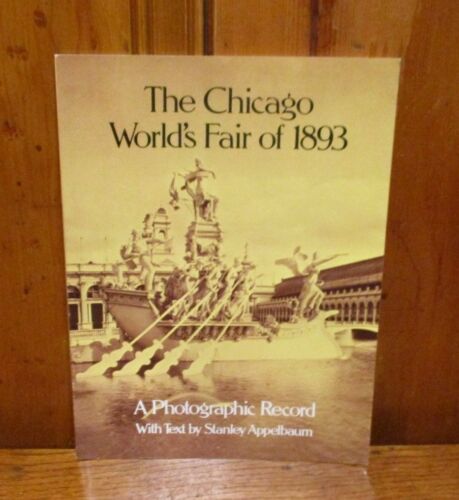 The Chicago
World's Fair of 1893
A Photographic Record
With Text by Stanley Appelbaum